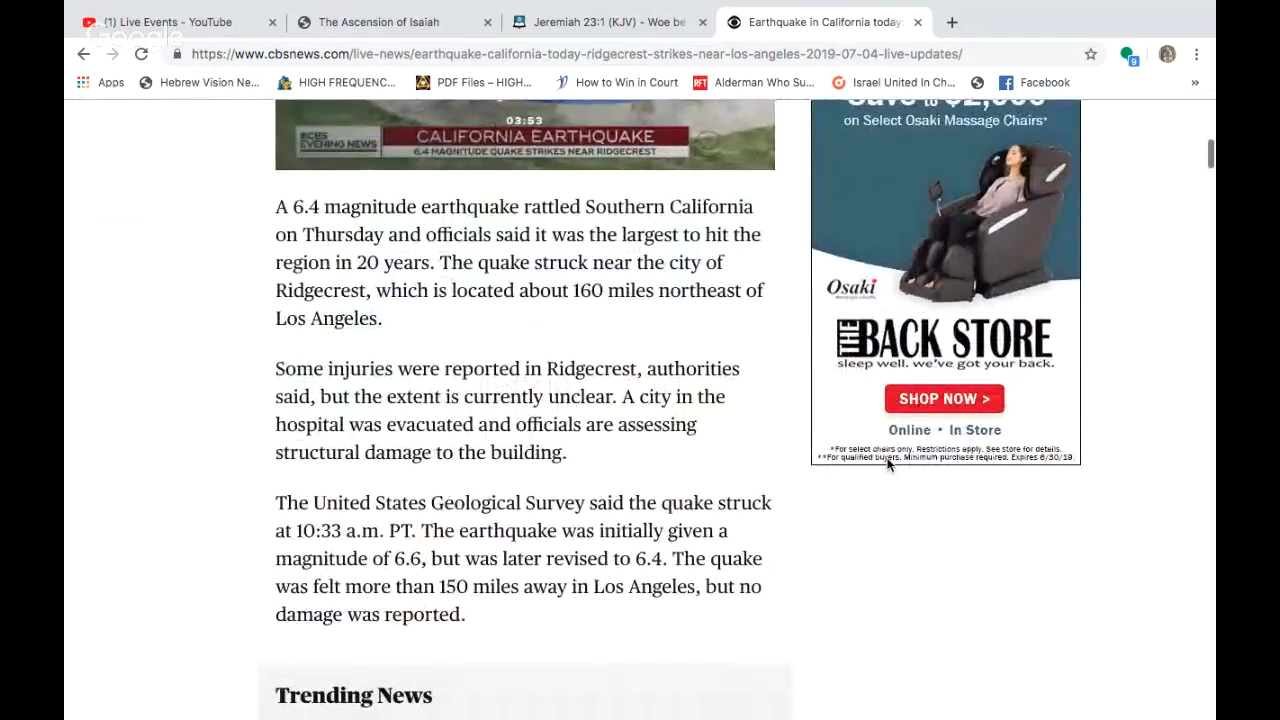 (1) Live Events - YouTube
The Ascension of Isaiah
Jeremiah 23:1 (KJV) - Woe be
Earthquake in California today:
Google
https://www.cbsnews.com/live-news/earthquake-california-today-ridgecrest-strikes-near-los-angeles-2019-07-04-live-updates/
9
Apps
Hebrew Vision Ne...
HIGH FREQUENC...
PDF Files – HIGH...
How to Win in Court
RFT
Alderman Who Su...
Israel United In Ch...
Facebook
»
03:53
CBS
EVENING NEWS
CALIFORNIA EARTHQUAKE
6.4 MAGNITUDE QUAKE STRIKES NEAR RIDGECREST
A 6.4 magnitude earthquake rattled Southern California
on Thursday and officials said it was the largest to hit the
region in 20 years. The quake struck near the city of
Ridgecrest, which is located about 160 miles northeast of
Los Angeles.
Some injuries were reported in Ridgecrest, authorities
said, but the extent is currently unclear. A city in the
hospital was evacuated and officials are assessing
structural damage to the building.
The United States Geological Survey said the quake struck
at 10:33 a.m. PT. The earthquake was initially given a
magnitude of 6.6, but was later revised to 6.4. The quake
was felt more than 150 miles away in Los Angeles, but no
damage was reported.
Trending News
Save to $2,000
on Select Osaki Massage Chairs*
Osaki
THE BACK STORE
sleep well. we've got your back.
SHOP NOW >
Online • In Store
*For select chairs only. Restrictions apply. See store for details.
**For qualified buyers. Minimum purchase required. Expires 6/30/19.